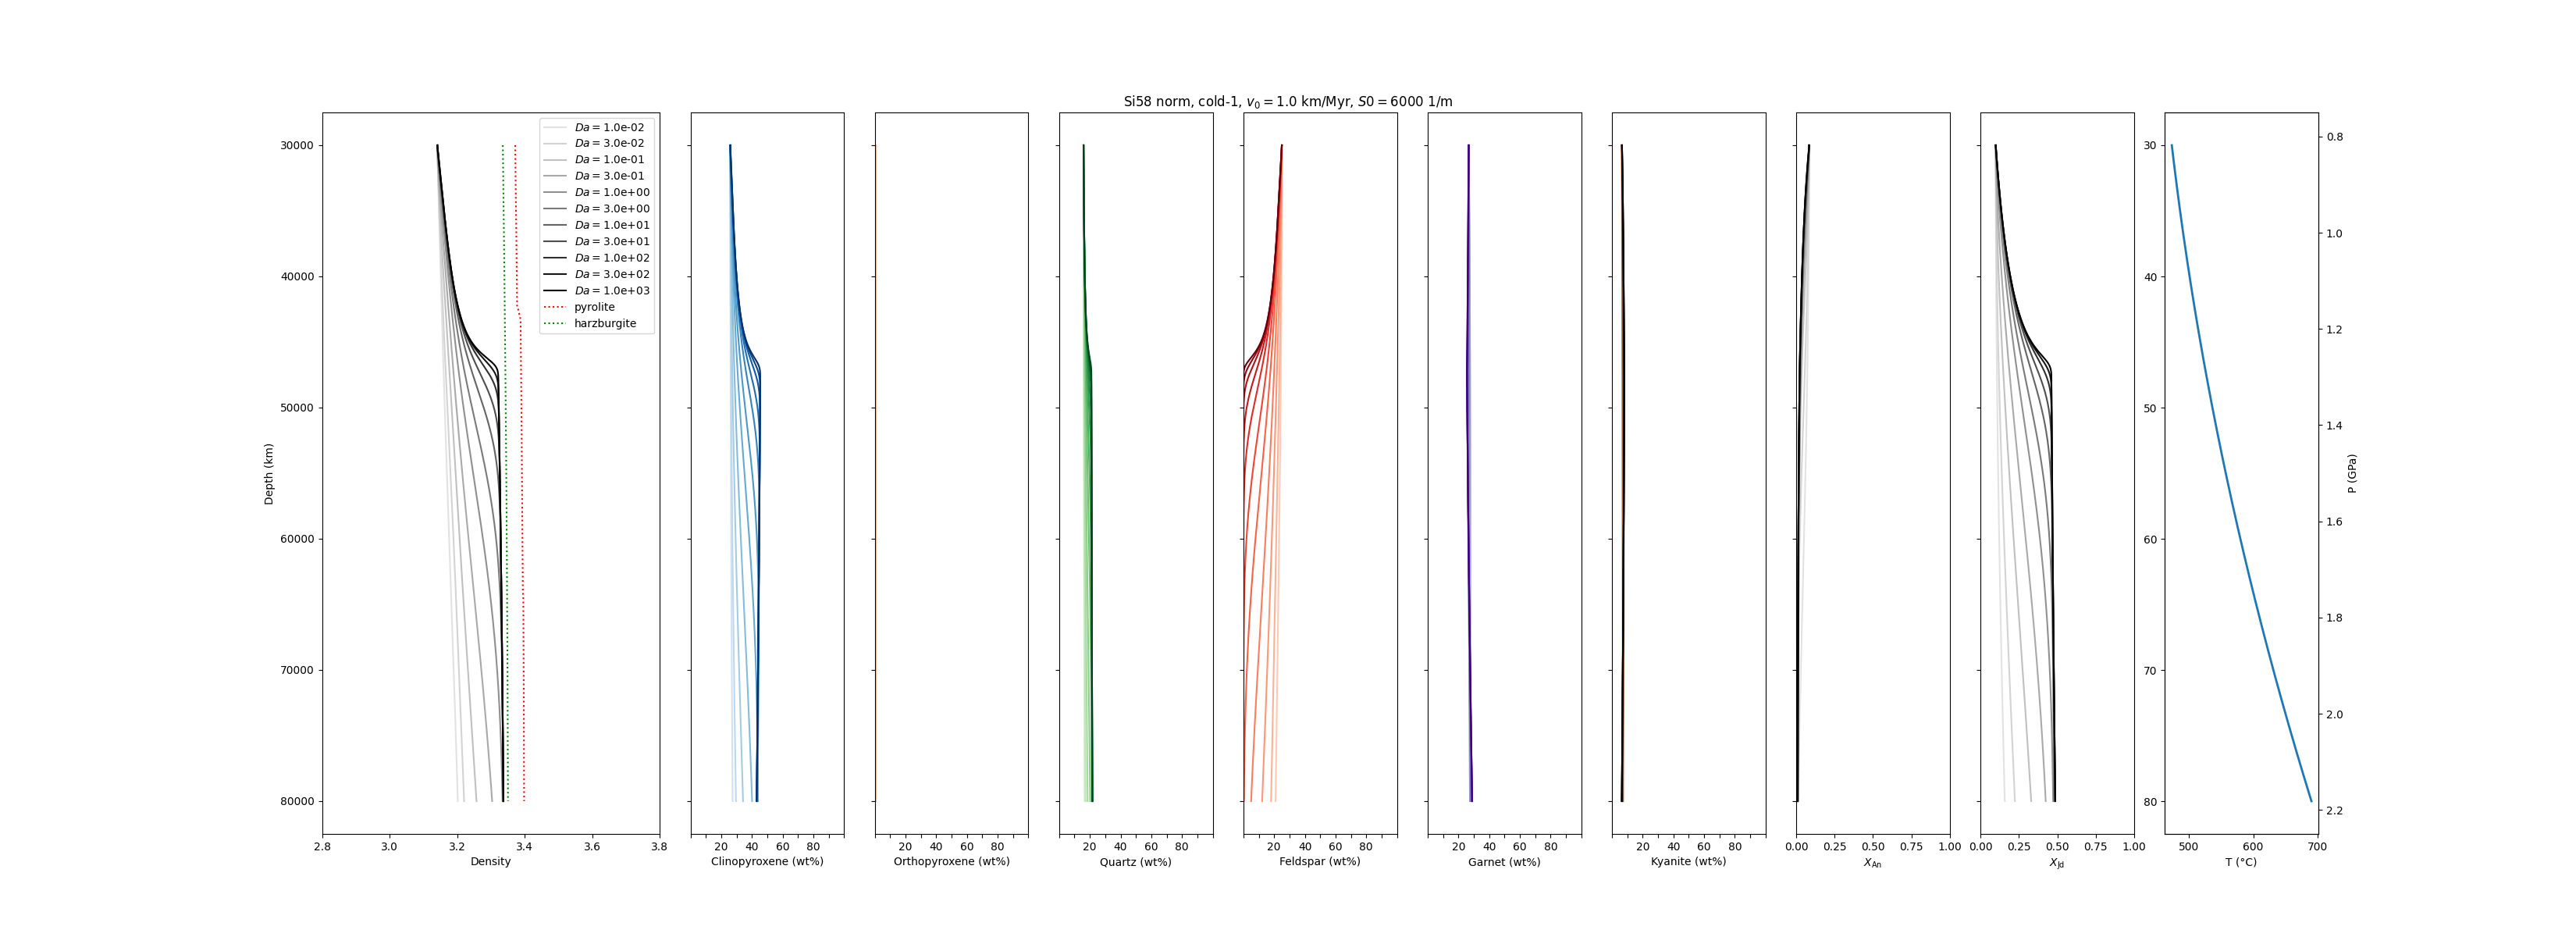 Si58 norm, cold-1, v0 = 1.0 km/Myr, S0 = 6000 1/m
Da = 1.0e-02
Da = 3.0e-02
Da = 1.0e-01
Da = 3.0e-01
Da = 1.0e+00
Da = 3.0e+00
Da = 1.0e+01
Da = 3.0e+01
Da = 1.0e+02
Da = 3.0e+02
Da = 1.0e+03
pyrolite
harzburgite
30000
40000
50000
60000
70000
80000
Depth (km)
2.8 3.0 3.2 3.4 3.6 3.8
Density
20 40 60 80
Clinopyroxene (wt%)
20 40 60 80
Orthopyroxene (wt%)
20 40 60 80
Quartz (wt%)
20 40 60 80
Feldspar (wt%)
20 40 60 80
Garnet (wt%)
20 40 60 80
Kyanite (wt%)
0.00 0.25 0.50 0.75 1.00
XAn
0.00 0.25 0.50 0.75 1.00
XJd
30
40
50
60
70
80
500 600 700
T (°C)
0.8
1.0
1.2
1.4
1.6
1.8
2.0
2.2
P (GPa)